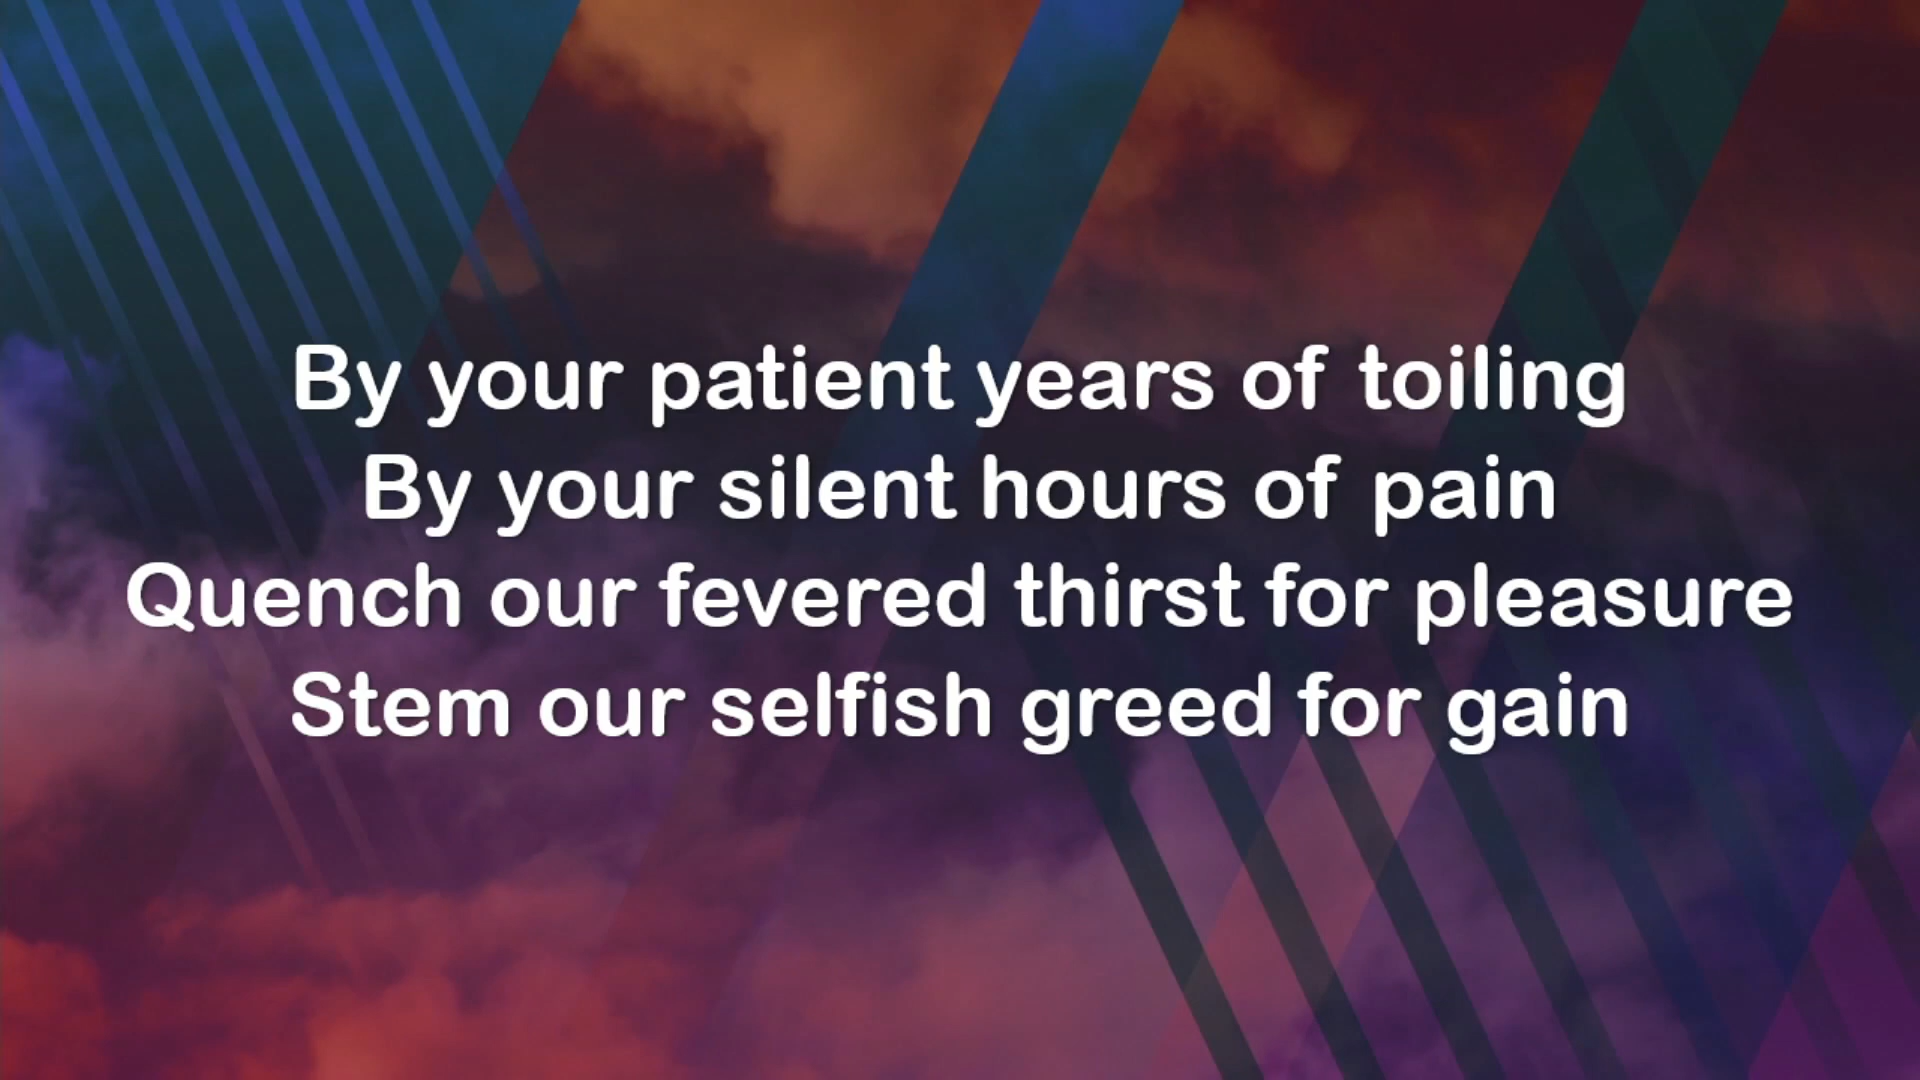 By your patient years of toiling
By your silent hours of pain
Quench our fevered thirst for pleasure
Stem our selfish greed for gain